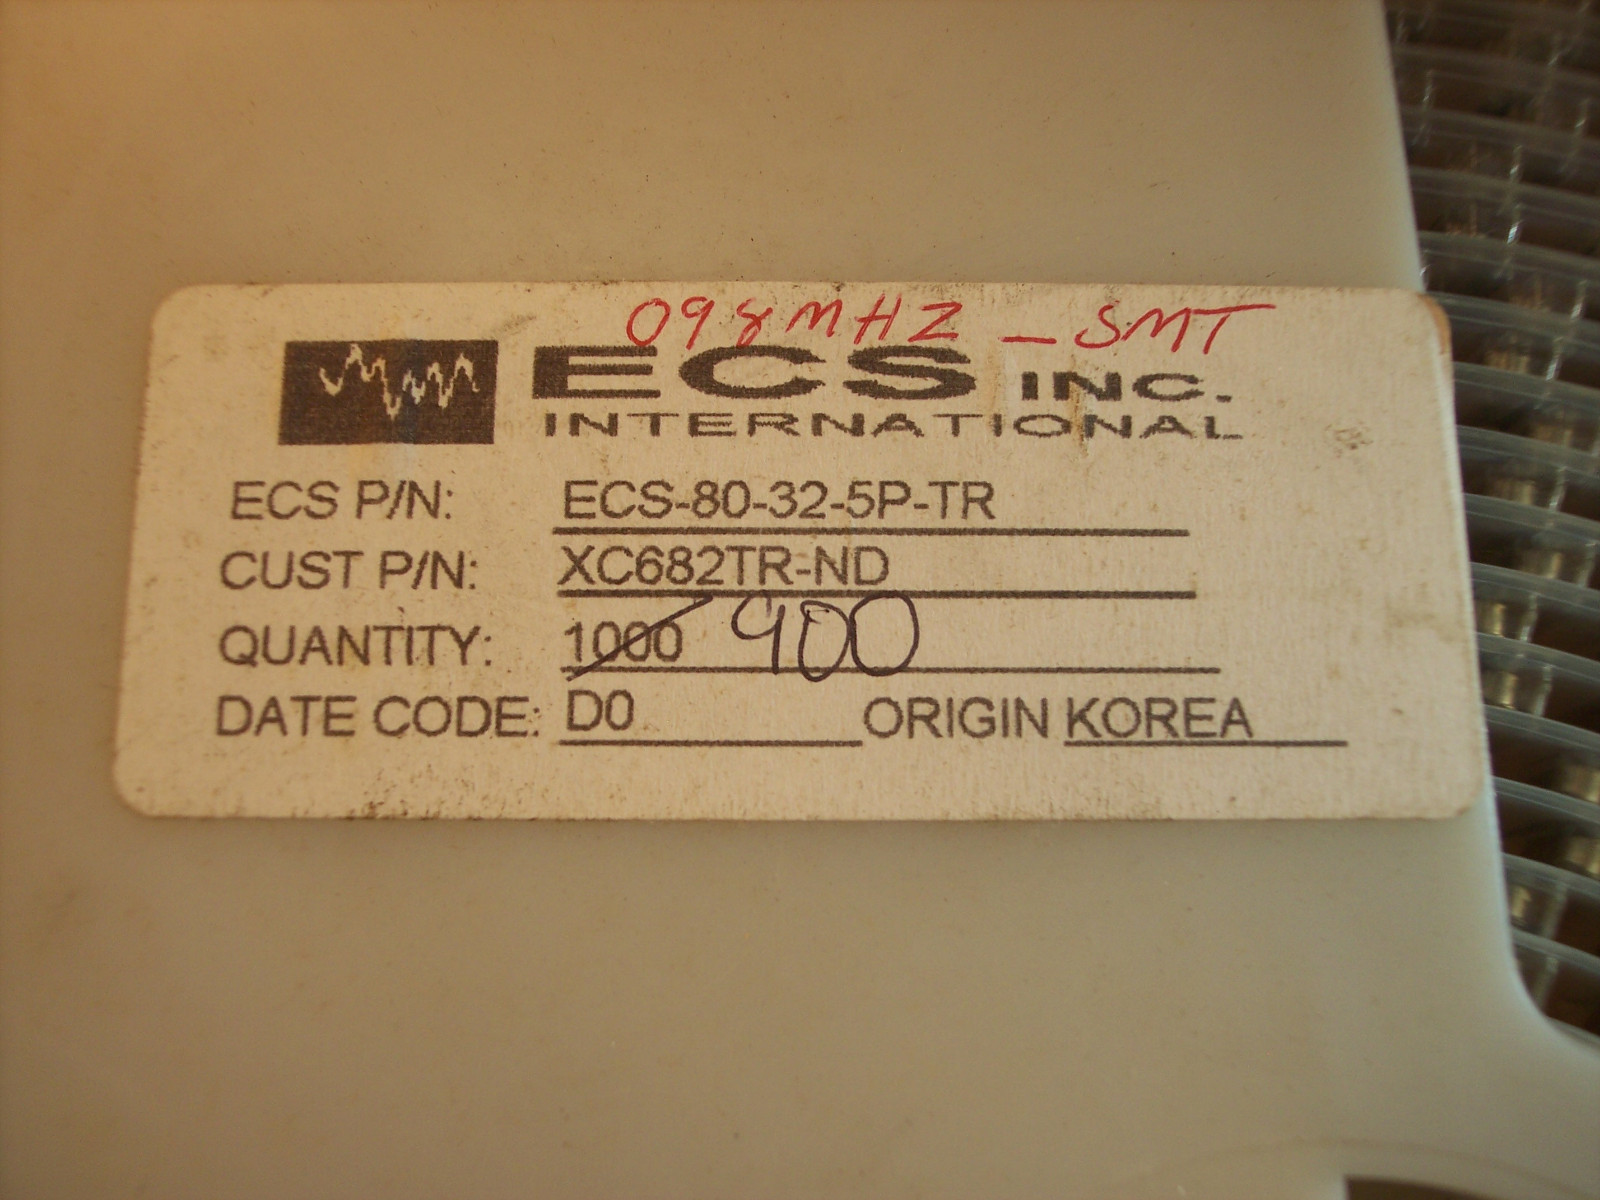 098MHZ - SMT
ECS INC.
INTERNATIONAL
ECS P/N: ECS-80-32-5P-TR
CUST P/N: XC682TR-ND
QUANTITY: 1000 900
DATE CODE: D0 ORIGIN KOREA